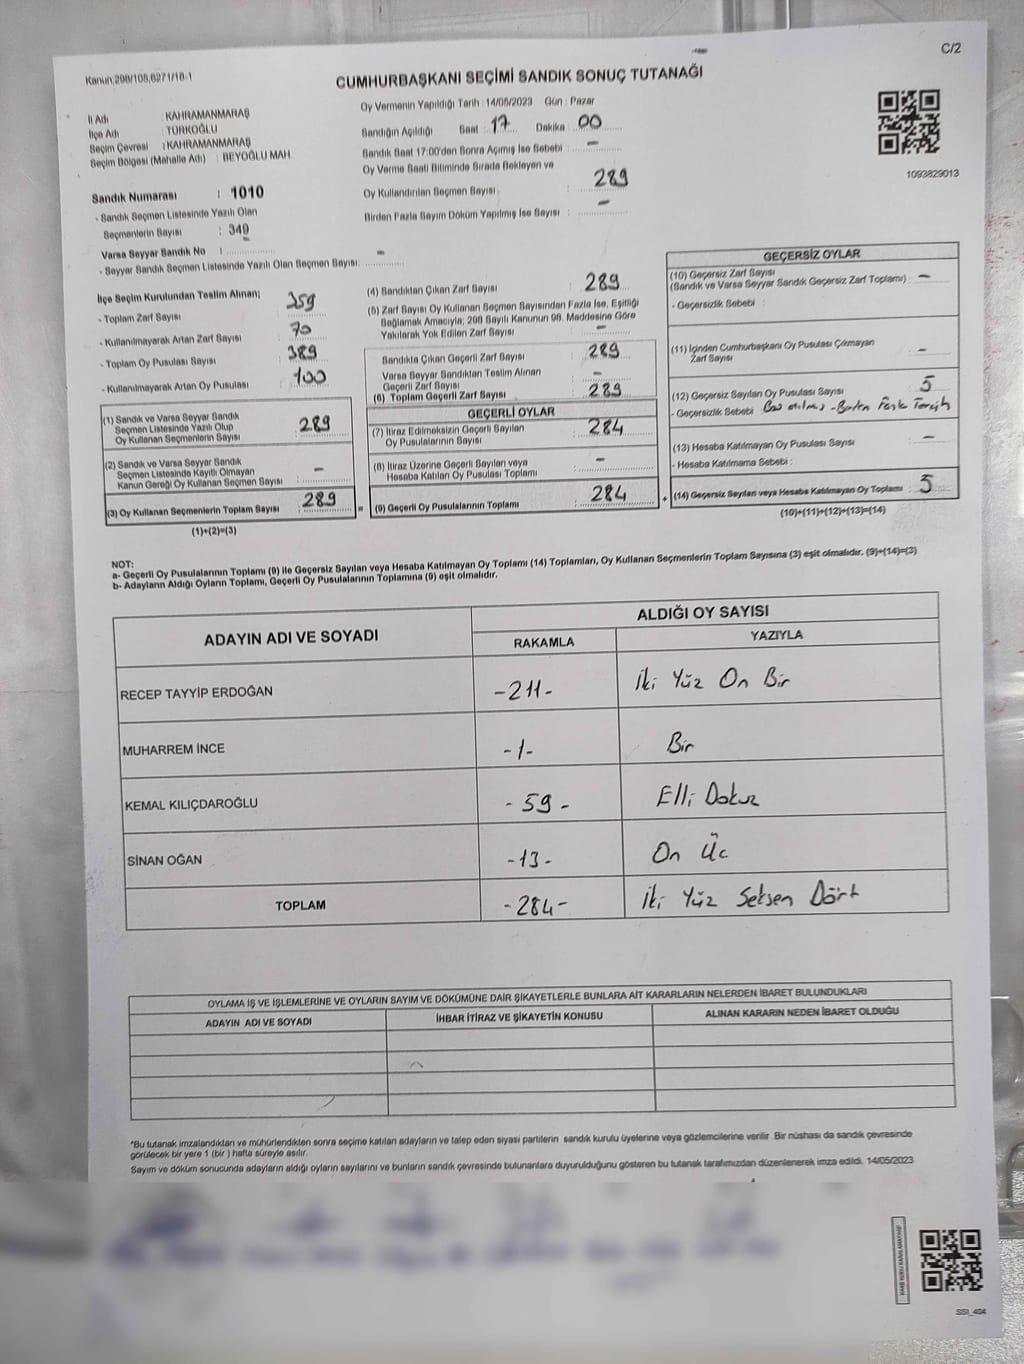 C/2
Kanun;298/108,6271/18-1
CUMHURBAŞKANI SEÇİMİ SANDIK SONUÇ TUTANAĞI
İl Adı : KAHRAMANMARAŞ
İlçe Adı : TÜRKOĞLU
Seçim Çevresi : KAHRAMANMARAŞ
Seçim Bölgesi (Mahalle Adı) : BEYOĞLU MAH.
Sandık Numarası : 1010
- Sandık Seçmen Listesinde Yazılı Olan
Seçmenlerin Sayısı : 349
Varsa Seyyar Sandık No :
- Seyyar Sandık Seçmen Listesinde Yazılı Olan Seçmen Sayısı: -
Oy Vermenin Yapıldığı Tarih : 14/05/2023 Gün : Pazar
Sandığın Açıldığı Saat 17 Dakika 00
Sandık Saat 17:00'den Sonra Açımış İse Sebebi : -
Oy Verme Saati Bitiminde Sırada Bekleyen ve
Oy Kullandırılan Seçmen Sayısı : 289
Birden Fazla Sayım Döküm Yapılmış İse Sayısı : -
1093829013
İlçe Seçim Kurulundan Teslim Alınan;
- Toplam Zarf Sayısı : 359
- Kullanılmayarak Artan Zarf Sayısı : 70
- Toplam Oy Pusulası Sayısı : 389
- Kullanılmayarak Artan Oy Pusulası : 100
(1) Sandık ve Varsa Seyyar Sandık
Seçmen Listesinde Yazılı Olup
Oy Kullanan Seçmenlerin Sayısı : 289
(2) Sandık ve Varsa Seyyar Sandık
Seçmen Listesinde Kayıtlı Olmayan
Kanun Gereği Oy Kullanan Seçmen Sayısı : -
(3) Oy Kullanan Seçmenlerin Toplam Sayısı : 289
(1)+(2)=(3)
(4) Sandıktan Çıkan Zarf Sayısı : 289
(5) Zarf Sayısı Oy Kullanan Seçmen Sayısından Fazla İse, Eşitliği
Sağlamak Amacıyla, 298 Sayılı Kanunun 98. Maddesine Göre
Yakılarak Yok Edilen Zarf Sayısı : -
Sandıkta Çıkan Geçerli Zarf Sayısı : 289
Varsa Seyyar Sandıktan Teslim Alınan
Geçerli Zarf Sayısı : -
(6) Toplam Geçerli Zarf Sayısı : 289
GEÇERLİ OYLAR
(7) İtiraz Edilmeksizin Geçerli Sayılan
Oy Pusulalarının Sayısı : 284
(8) İtiraz Üzerine Geçerli Sayılan veya
Hesaba Katılan Oy Pusulası Toplamı : -
= (9) Geçerli Oy Pusulalarının Toplamı : 284
GEÇERSİZ OYLAR
(10) Geçersiz Zarf Sayısı
(Sandık ve Varsa Seyyar Sandık Geçersiz Zarf Toplamı) : -
- Geçersizlik Sebebi :
(11) İçinden Cumhurbaşkanı Oy Pusulası Çıkmayan
Zarf Sayısı : -
(12) Geçersiz Sayılan Oy Pusulası Sayısı : 5
- Geçersizlik Sebebi - Birden Fazla Tercih
(13) Hesaba Katılmayan Oy Pusulası Sayısı : -
- Hesaba Katılmama Sebebi :
+ (14) Geçersiz Sayılan veya Hesaba Katılmayan Oy Toplamı : 5
(10)+(11)+(12)+(13)=(14)
NOT:
a- Geçerli Oy Pusulalarının Toplamı (9) ile Geçersiz Sayılan veya Hesaba Katılmayan Oy Toplamı (14) Toplamları, Oy Kullanan Seçmenlerin Toplam Sayısına (3) eşit olmalıdır. (9)+(14)=(3)
b- Adayların Aldığı Oyların Toplamı, Geçerli Oy Pusulalarının Toplamına (9) eşit olmalıdır.
ADAYIN ADI VE SOYADI
ALDIĞI OY SAYISI
RAKAMLA YAZIYLA
RECEP TAYYİP ERDOĞAN -211- İki Yüz On Bir
MUHARREM İNCE -1- Bir
KEMAL KILIÇDAROĞLU -59- Elli Dokuz
SİNAN OĞAN -13- On Üç
TOPLAM -284- İki Yüz Seksen Dört
OYLAMA İŞ VE İŞLEMLERİNE VE OYLARIN SAYIM VE DÖKÜMÜNE DAİR ŞİKAYETLERLE BUNLARA AİT KARARLARIN NELERDEN İBARET BULUNDUKLARI
ADAYIN ADI VE SOYADI İHBAR İTİRAZ VE ŞİKAYETİN KONUSU ALINAN KARARIN NEDEN İBARET OLDUĞU
*Bu tutanak imzalandıktan ve mühürlendikten sonra seçime katılan adayların ve talep eden siyasi partilerin sandık kurulu üyelerine veya gözlemcilerine verilir. Bir nüshası da sandık çevresinde
görülecek bir yere 1 (bir ) hafta süreyle asılır.
Sayım ve döküm sonucunda adayların aldığı oyların sayılarını ve bunların sandık çevresinde bulunanlara duyurulduğunu gösteren bu tutanak tarafımızdan düzenlenerek imza edildi. 14/05/2023
SSI_404